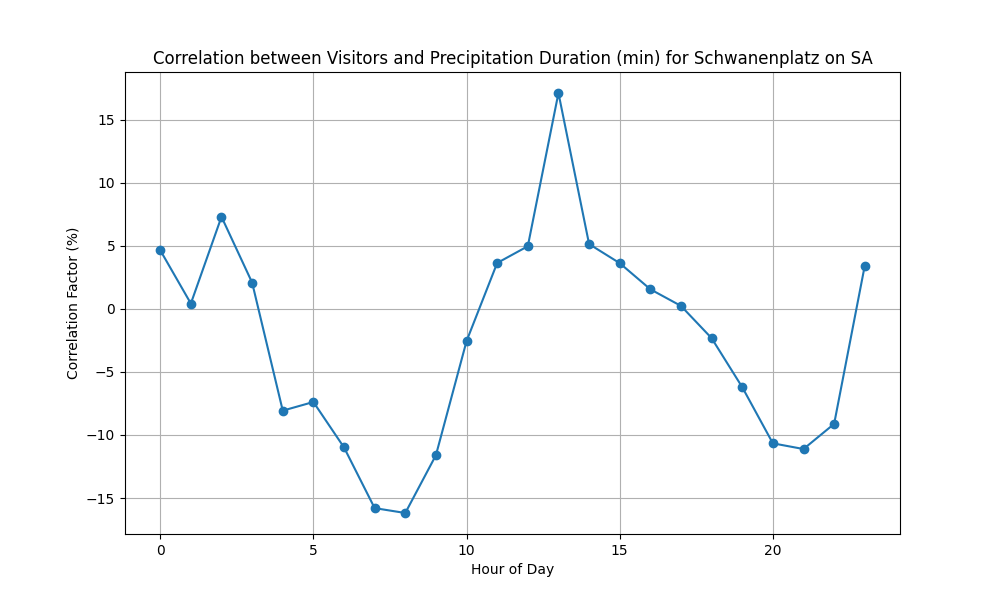 Correlation between Visitors and Precipitation Duration (min) for Schwanenplatz on SA
Correlation Factor (%)
15
10
5
0
−5
−10
−15
0 5 10 15 20
Hour of Day